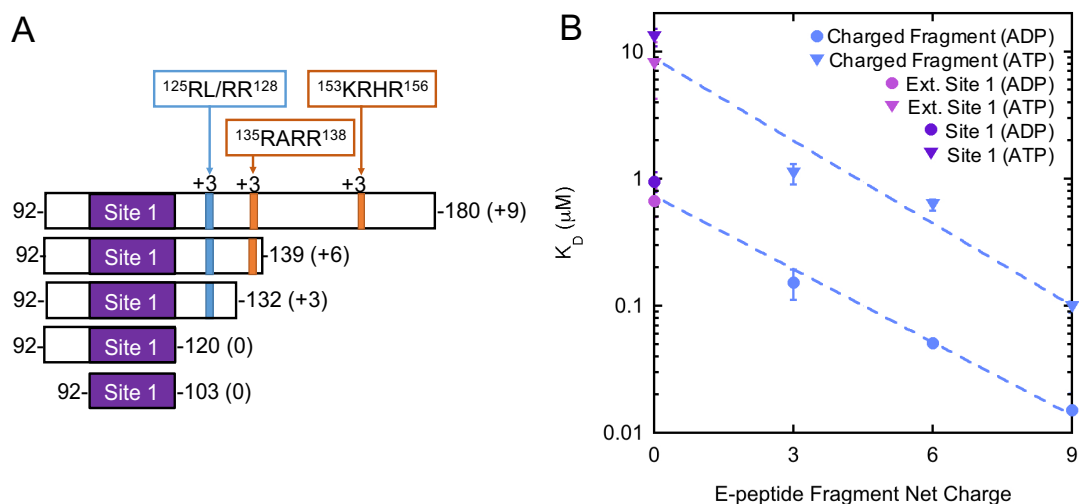 A
¹²⁵RL/RR¹²⁸
¹⁵³KRHR¹⁵⁶
¹³⁵RARR¹³⁸
+3 +3 +3
92- Site 1 -180 (+9)
92- Site 1 -139 (+6)
92- Site 1 -132 (+3)
92- Site 1 -120 (0)
92- Site 1 -103 (0)
B
Charged Fragment (ADP)
Charged Fragment (ATP)
Ext. Site 1 (ADP)
Ext. Site 1 (ATP)
Site 1 (ADP)
Site 1 (ATP)
K_D (μM)
10
1
0.1
0.01
0 3 6 9
E-peptide Fragment Net Charge